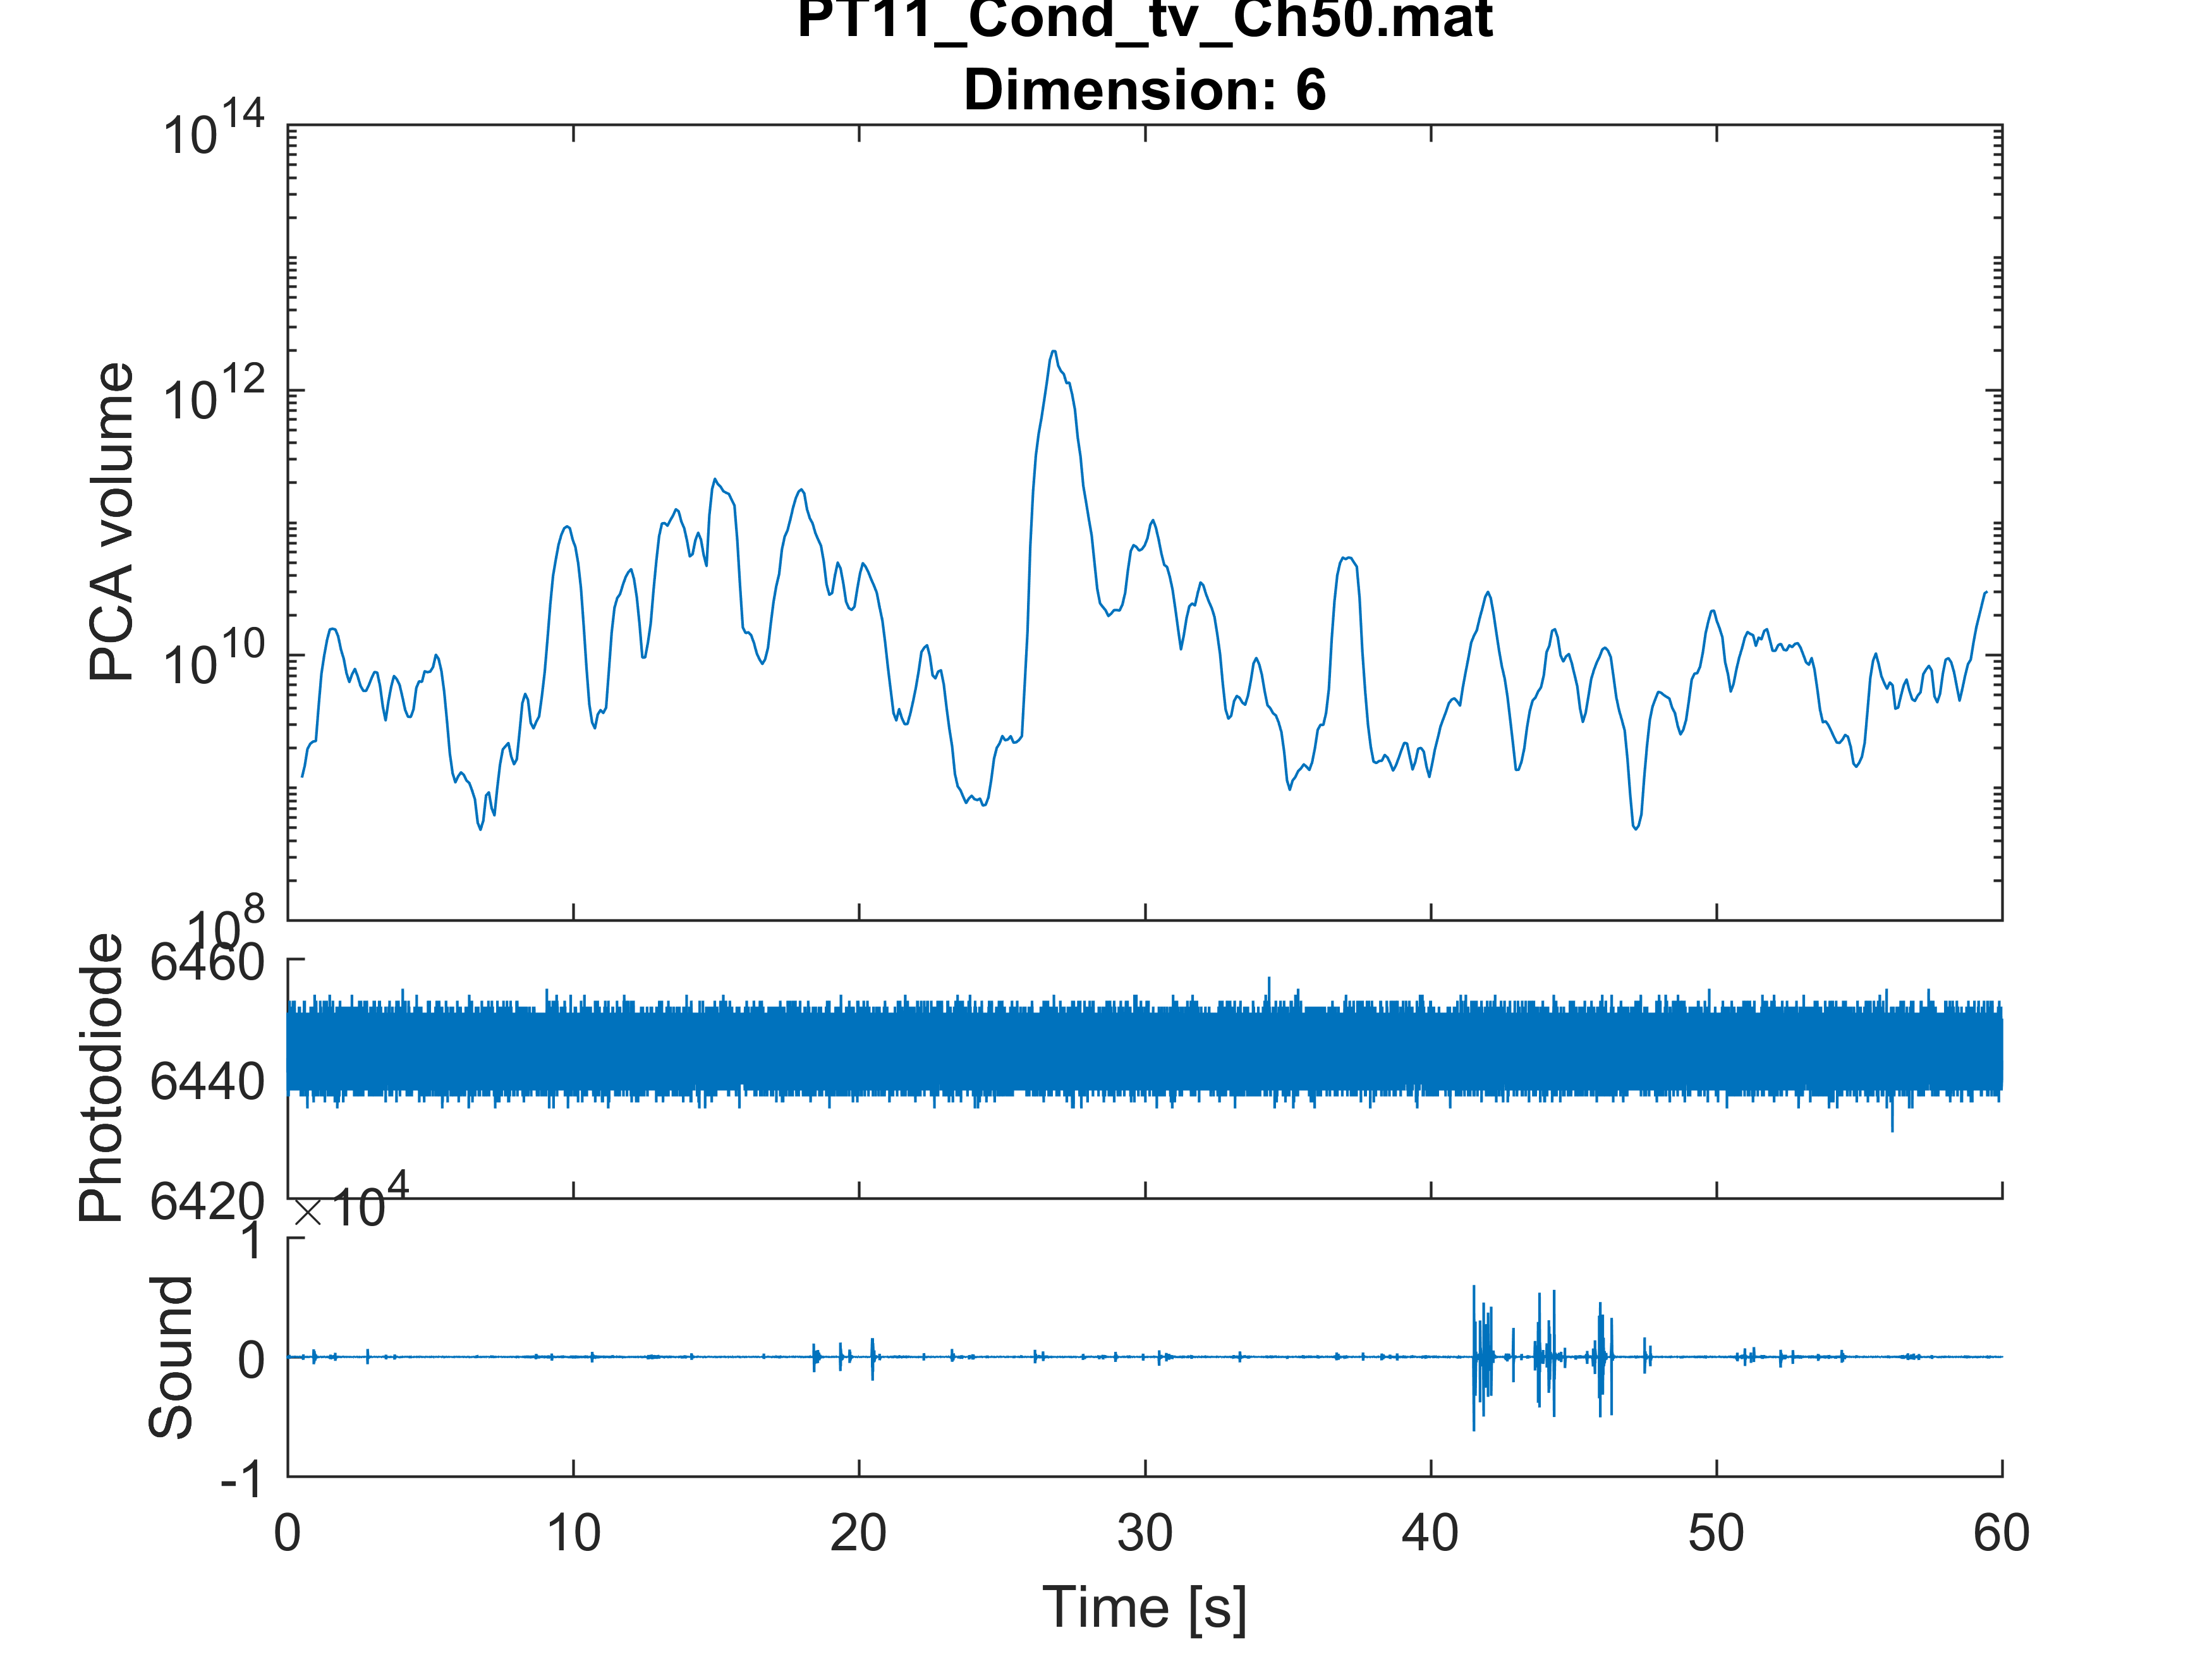 PT11_Cond_tv_Ch50.mat
Dimension: 6
10^14
10^12
10^10
10^8
PCA volume
6460
6440
6420
Photodiode
×10^4
1
0
-1
Sound
0 10 20 30 40 50 60
Time [s]